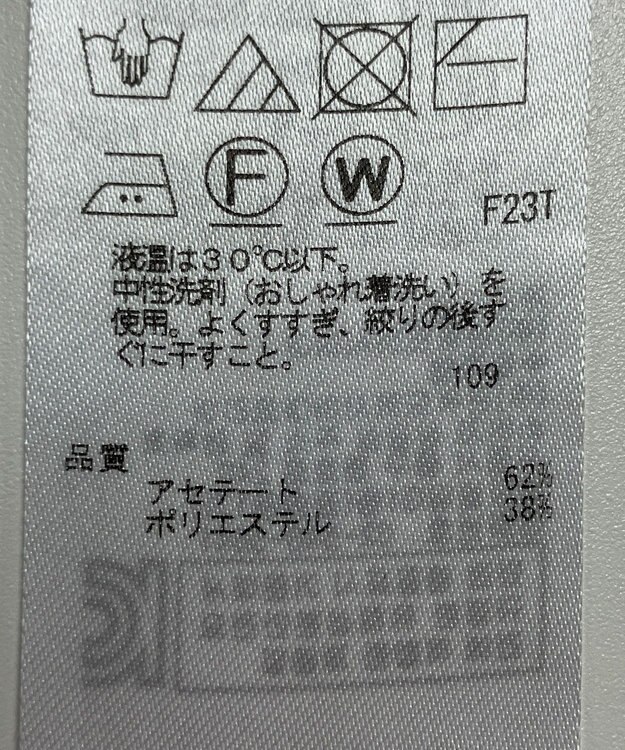 F
W
F23T
液温は30℃以下。
中性洗剤(おしゃれ着洗い)を
使用。よくすすぎ、絞りの後す
ぐに干すこと。
109
品質
アセテート 62%
ポリエステル 38%